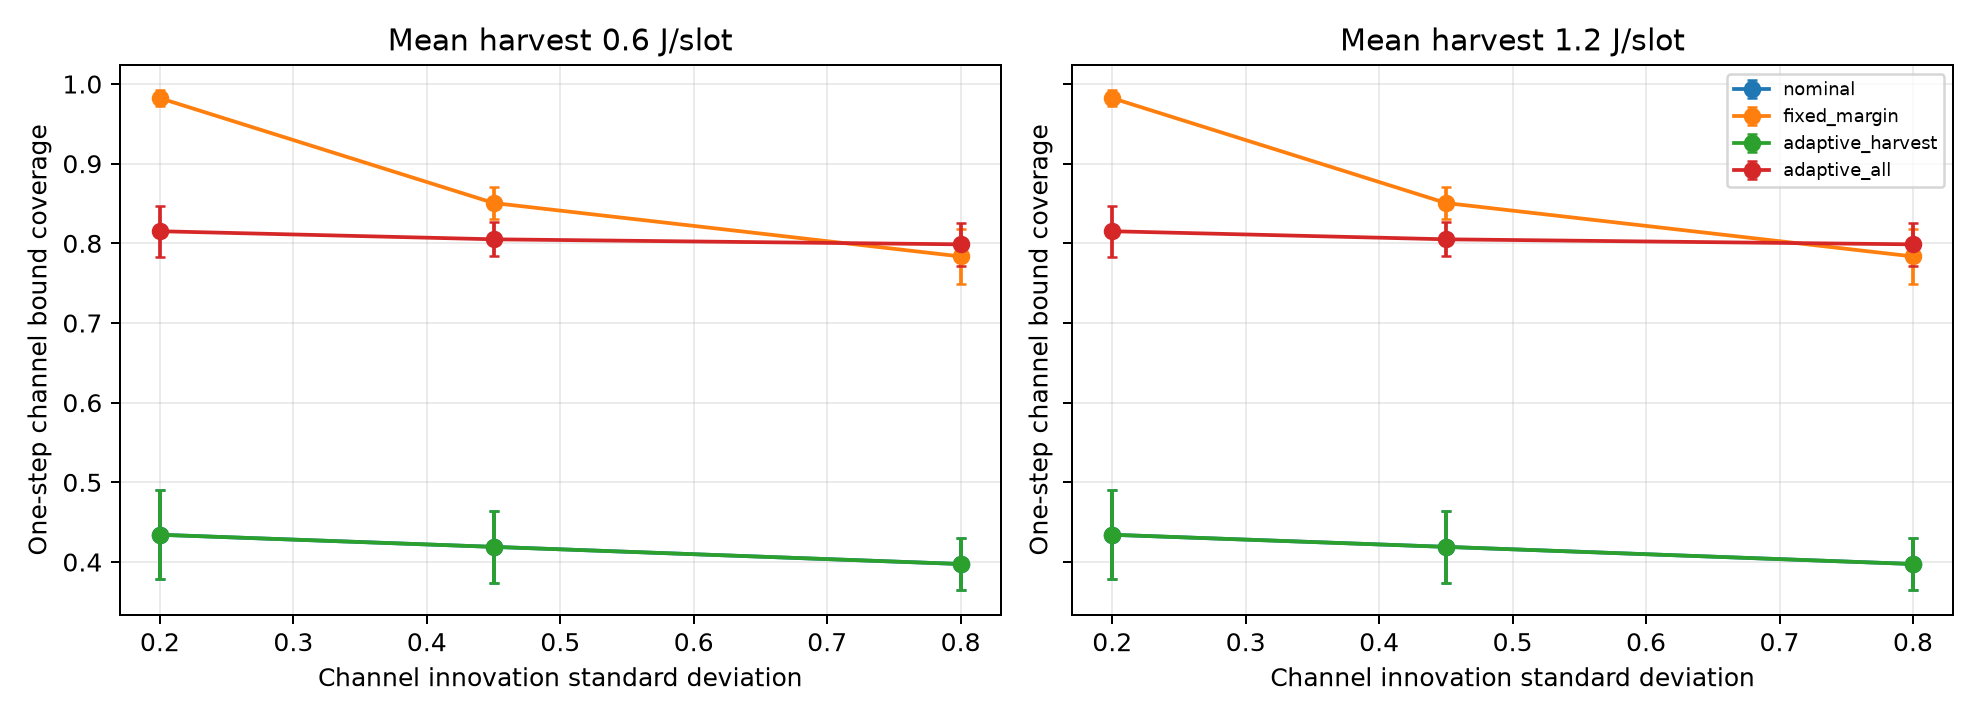 Mean harvest 0.6 J/slot
One-step channel bound coverage
1.0
0.9
0.8
0.7
0.6
0.5
0.4
0.2
0.3
0.4
0.5
0.6
0.7
0.8
Channel innovation standard deviation
Mean harvest 1.2 J/slot
One-step channel bound coverage
nominal
fixed_margin
adaptive_harvest
adaptive_all
0.2
0.3
0.4
0.5
0.6
0.7
0.8
Channel innovation standard deviation